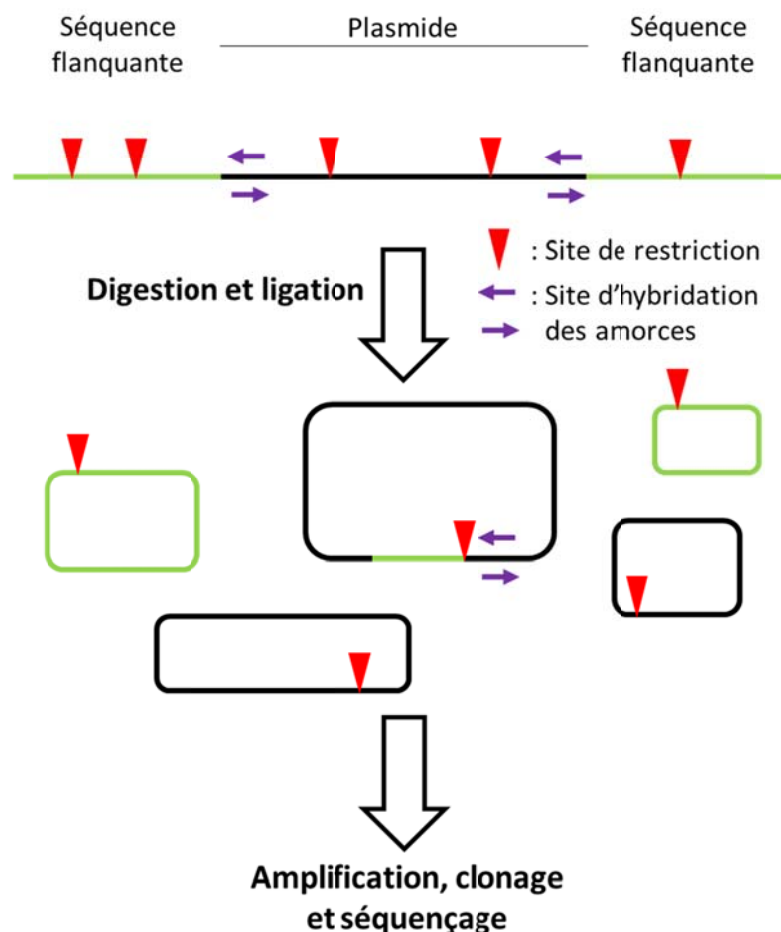 Séquence
flanquante
Plasmide
Séquence
flanquante
: Site de restriction
: Site d'hybridation
des amorces
Digestion et ligation
Amplification, clonage
et séquençage